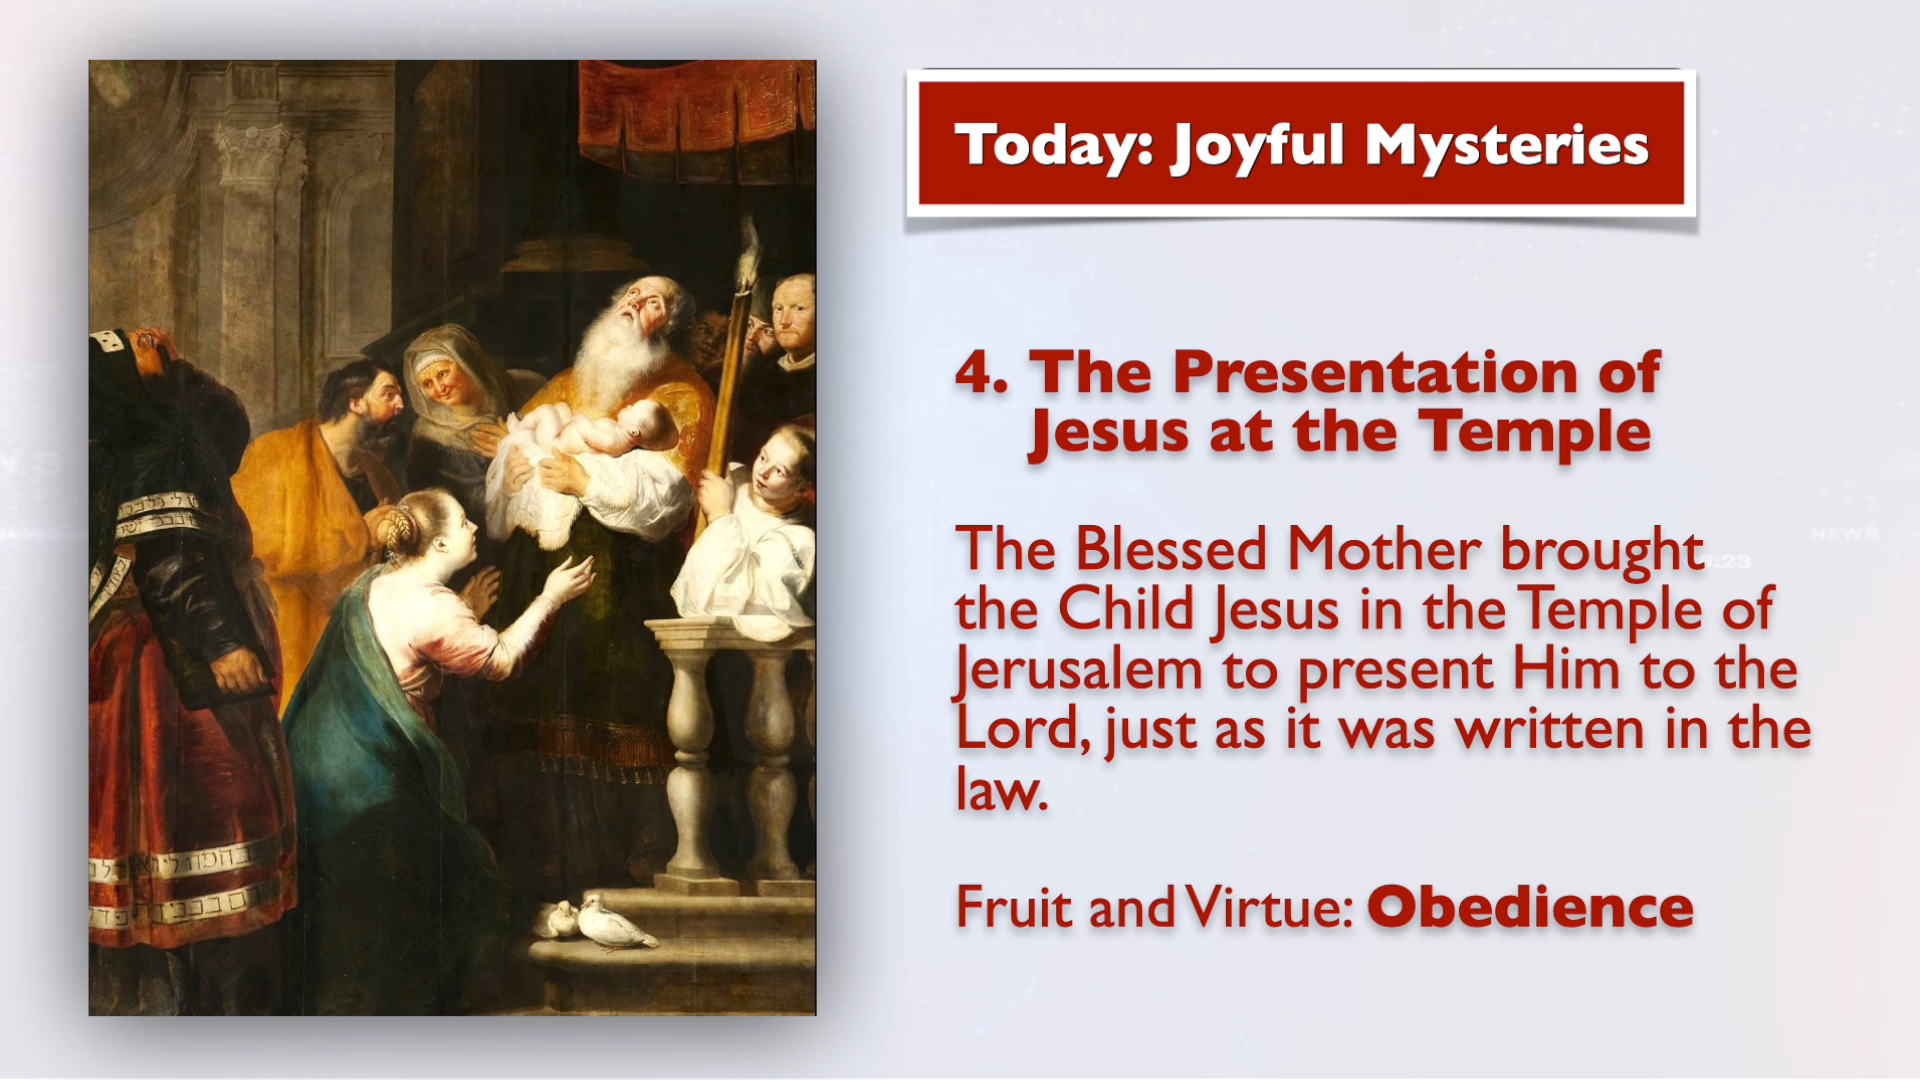 Today: Joyful Mysteries
4. The Presentation of
Jesus at the Temple
The Blessed Mother brought
the Child Jesus in the Temple of
Jerusalem to present Him to the
Lord, just as it was written in the
law.
Fruit and Virtue: Obedience
NEWS